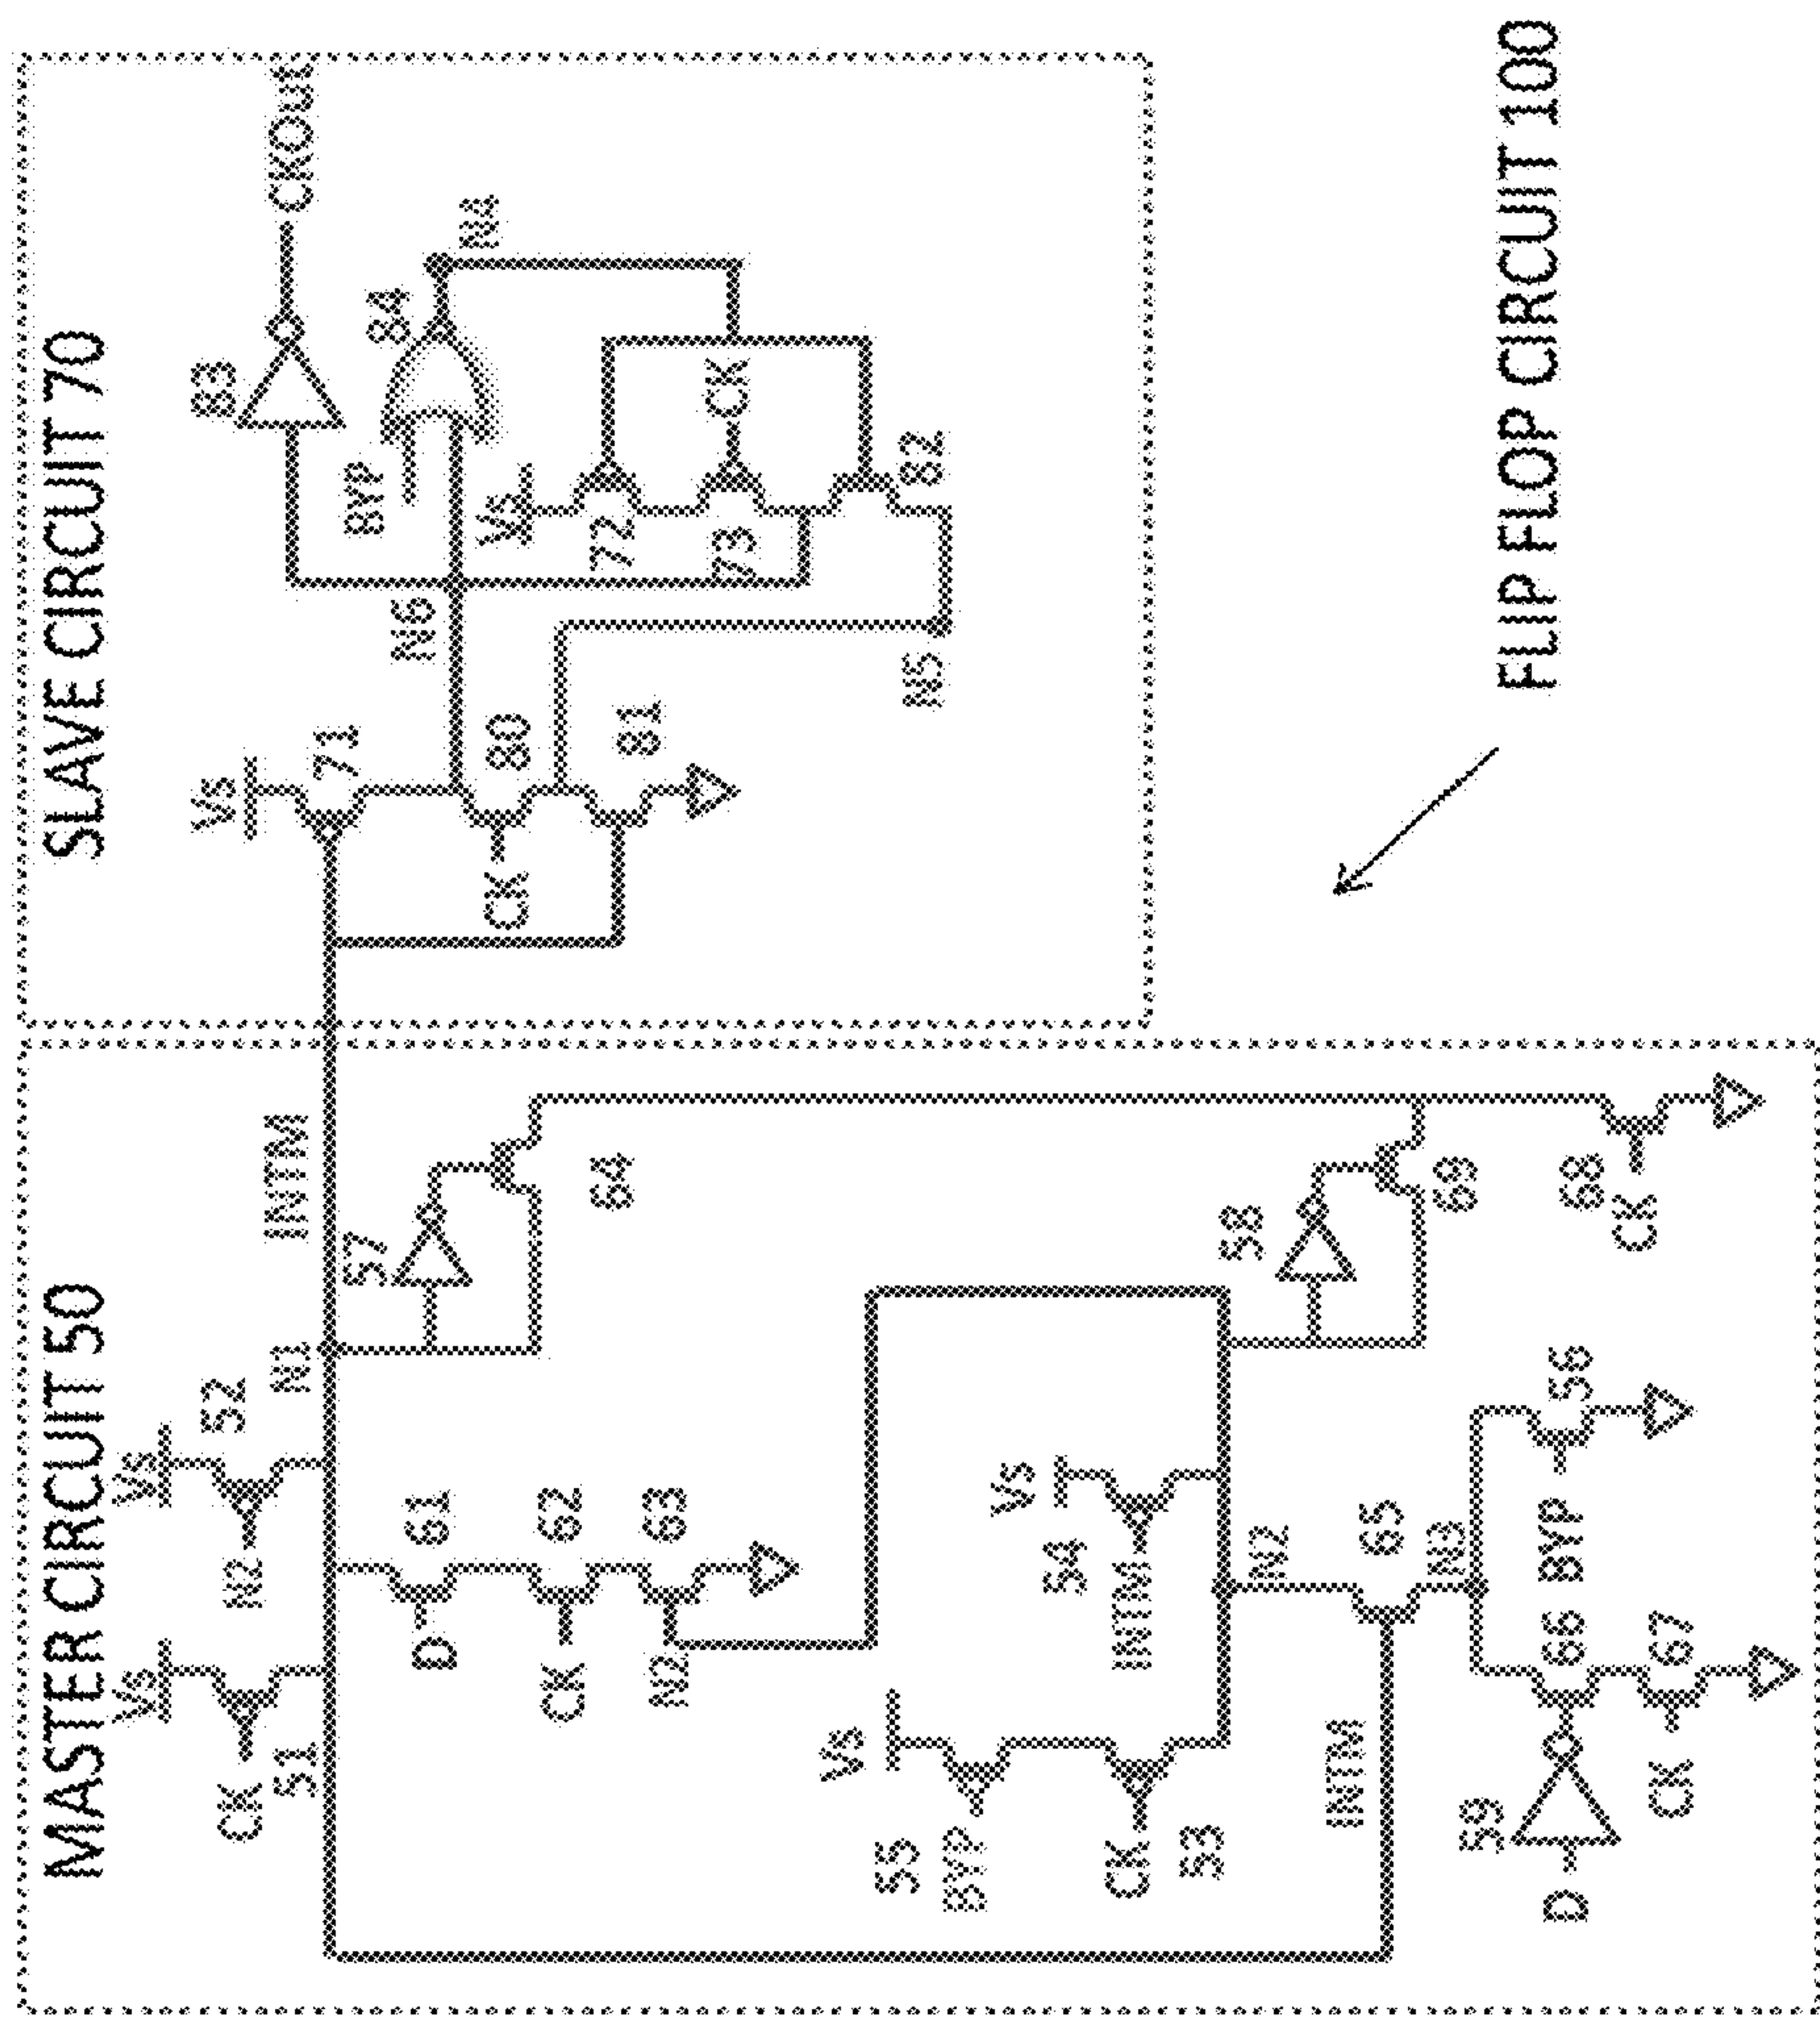 MASTER CIRCUIT 50
SLAVE CIRCUIT 70
Vs
Vs
52
CK
51
N2
N1
INTM
57
64
D
61
CK
62
N2
63
Vs
55
BYP
CK
53
Vs
54
INTM
N2
58
69
INTM
65
N3
59
D
66
CK
67
BYP
56
68
CK
Vs
71
CK
80
81
N6
N5
83
CKOut
BYP
84
N4
Vs
72
73
CK
82
FLIP FLOP CIRCUIT 100